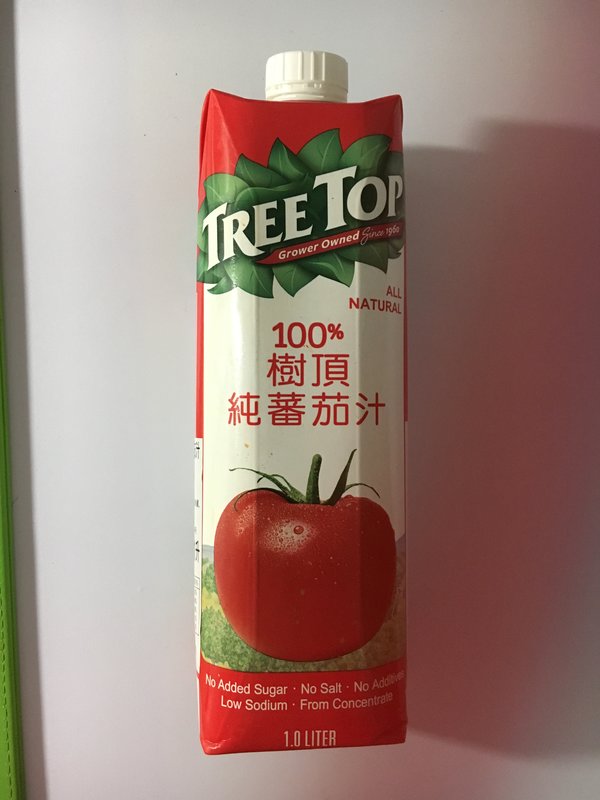 TREE TOP
Grower Owned Since 1960
ALL
NATURAL
100%
樹頂
純蕃茄汁
No Added Sugar · No Salt · No Additives
Low Sodium · From Concentrate
1.0 LITER